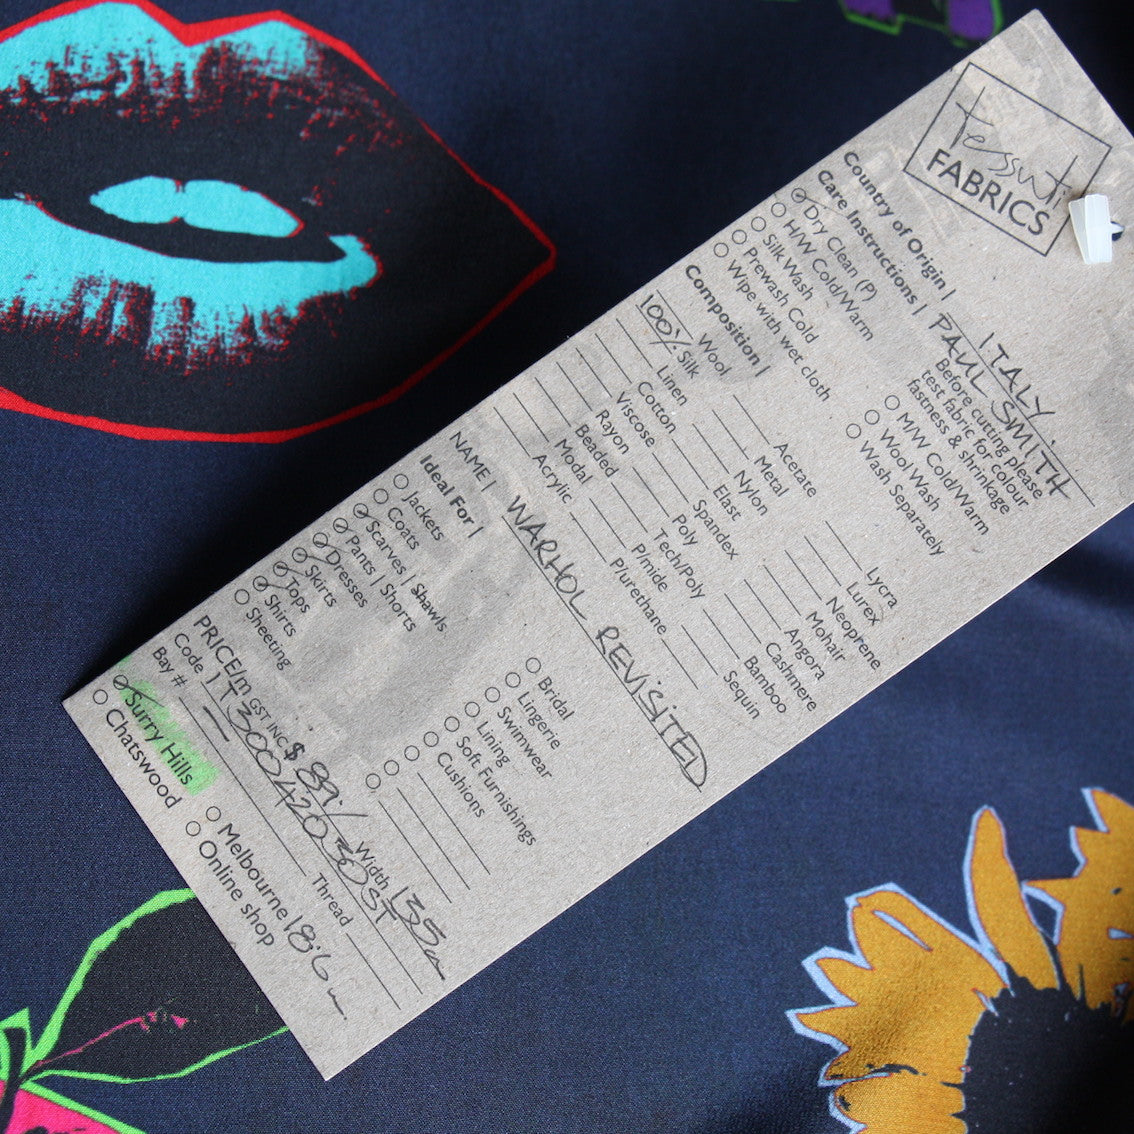 tessuti
FABRICS
Country of Origin | ITALY
Care Instructions | PAUL SMITH
Dry Clean (P)
H/W Cold/Warm
Silk Wash
Prewash Cold
Wipe with wet cloth
Before cutting please
test fabric for colour
fastness & shrinkage
M/W Cold/Warm
Wool Wash
Wash Separately
Composition |
Wool
100% Silk
Linen
Cotton
Viscose
Rayon
Beaded
Modal
Acrylic
Acetate
Metal
Nylon
Elast
Spandex
Poly
Tech/Poly
P/mide
P/urethane
Lycra
Lurex
Neoprene
Mohair
Angora
Cashmere
Bamboo
Sequin
NAME | WARHOL REVISITED
Ideal For |
Jackets
Coats
Scarves | Shawls
Pants | Shorts
Dresses
Skirts
Tops
Shirts
Sheeting
Bridal
Lingerie
Swimwear
Lining
Soft Furnishings
Cushions
PRICE/m GST INC $ 89./ Width 135
Code IT30042030ST
Bay # Thread
Surry Hills
Chatswood
Melbourne 18.6
Online shop